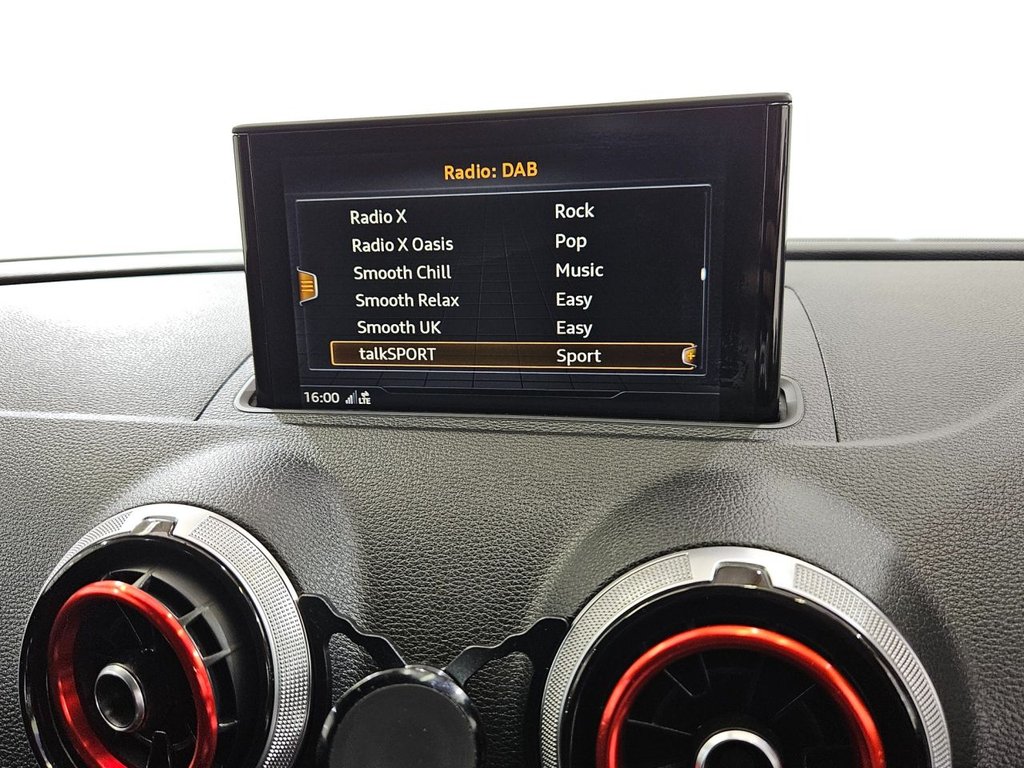 Radio: DAB
Radio X Rock
Radio X Oasis Pop
Smooth Chill Music
Smooth Relax Easy
Smooth UK Easy
talkSPORT Sport
16:00 LTE